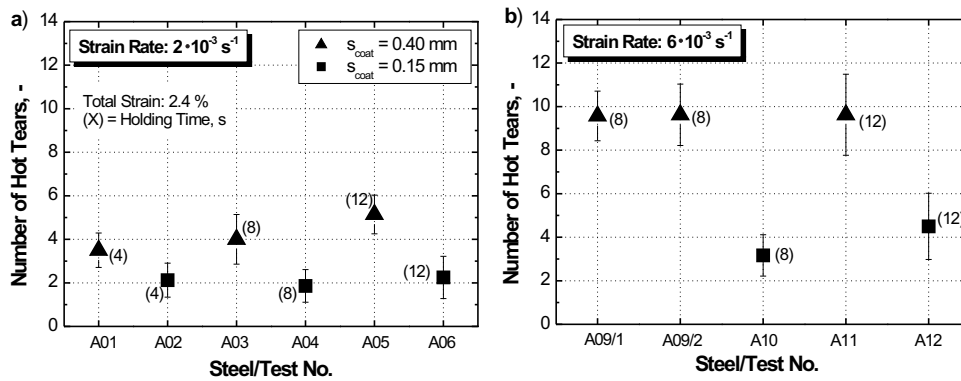 a)
Strain Rate: 2·10⁻³ s⁻¹
s_coat = 0.40 mm
s_coat = 0.15 mm
Total Strain: 2.4 %
(X) = Holding Time, s
Number of Hot Tears, -
14
12
10
8
6
4
2
0
(4)
(4)
(8)
(8)
(12)
(12)
A01 A02 A03 A04 A05 A06
Steel/Test No.
b)
Strain Rate: 6·10⁻³ s⁻¹
Number of Hot Tears, -
14
12
10
8
6
4
2
0
(8)
(8)
(8)
(12)
(12)
A09/1 A09/2 A10 A11 A12
Steel/Test No.